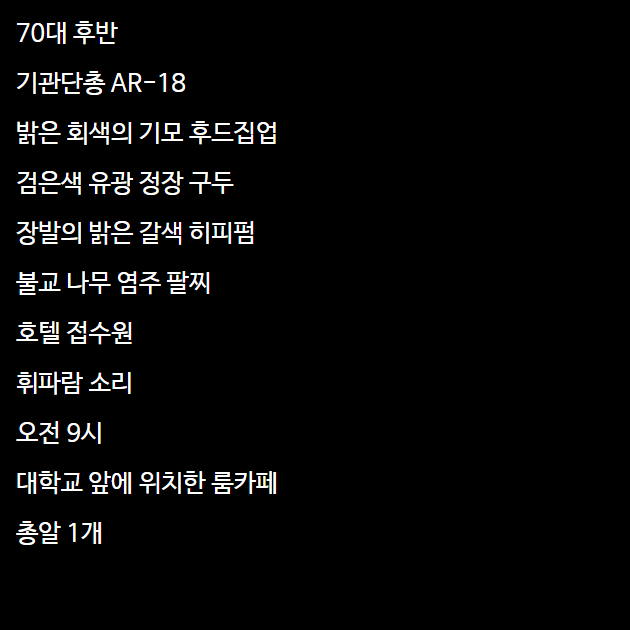 70대 후반
기관단총 AR-18
밝은 회색의 기모 후드집업
검은색 유광 정장 구두
장발의 밝은 갈색 히피펌
불교 나무 염주 팔찌
호텔 접수원
휘파람 소리
오전 9시
대학교 앞에 위치한 룸카페
총알 1개